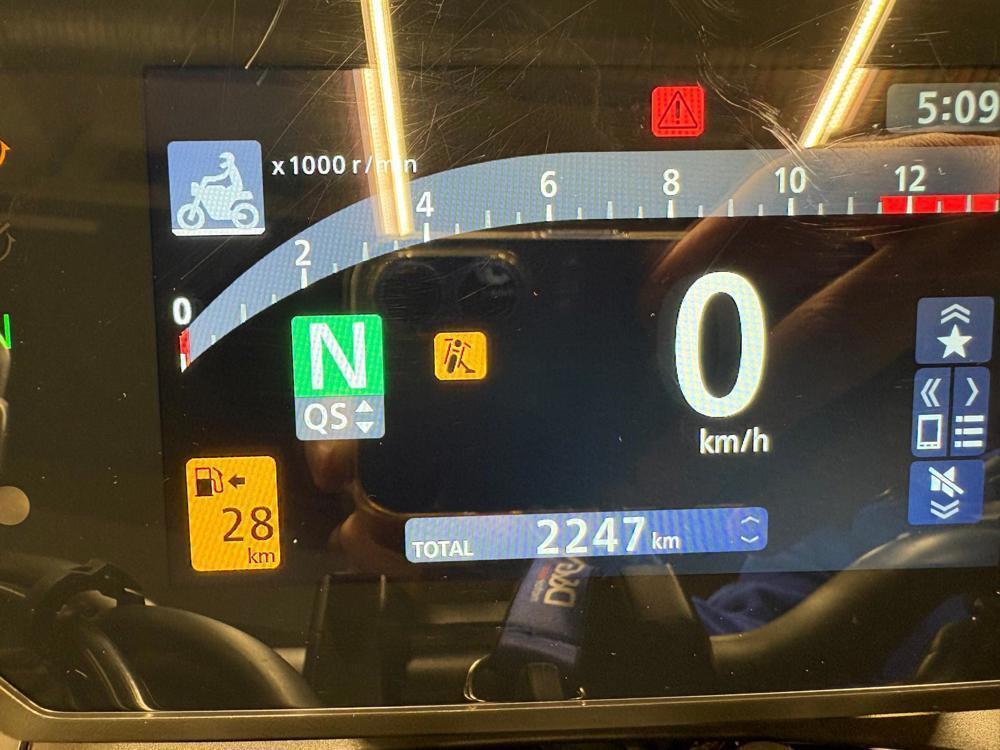 5:09
x1000 r/min
0 2 4 6 8 10 12
N
QS
0
km/h
28
km
TOTAL 2247 km
N